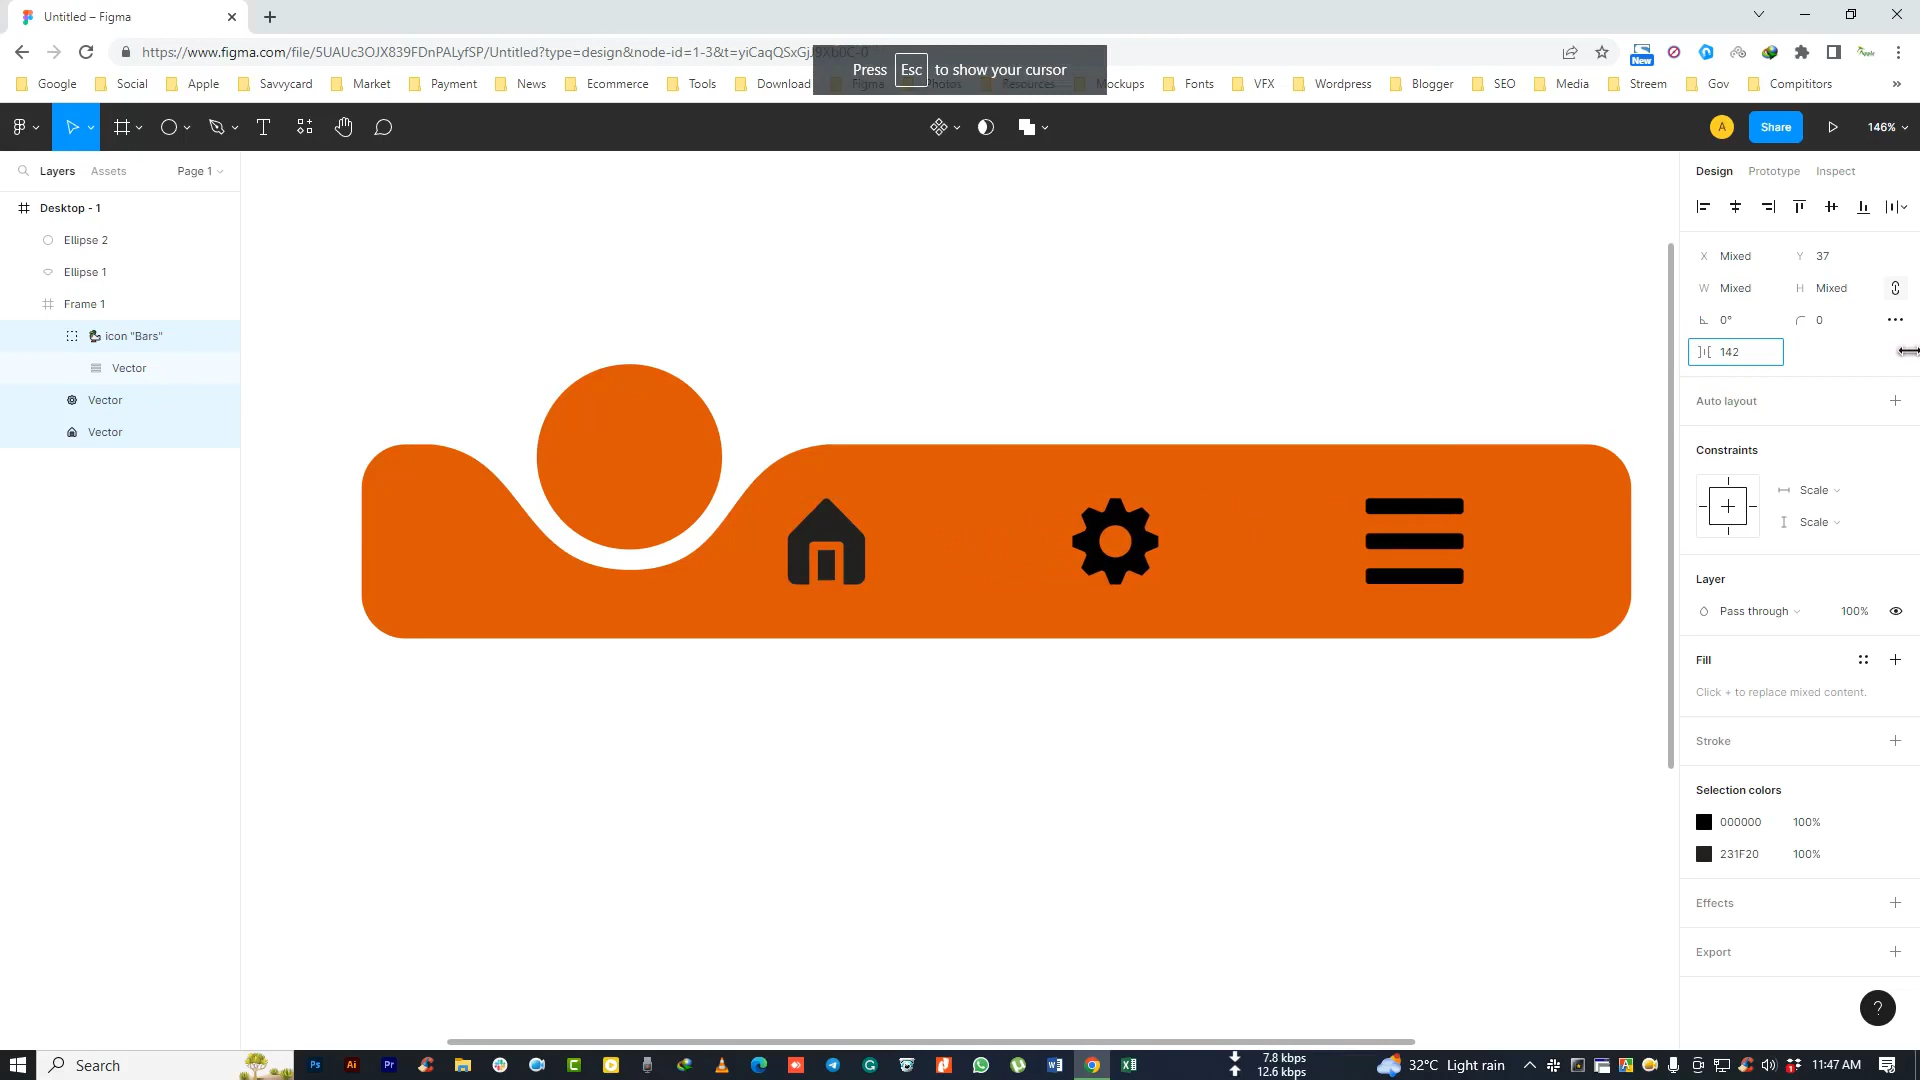 Untitled – Figma
https://www.figma.com/file/5UAUc3OJX839FDnPALyfSP/Untitled?type=design&node-id=1-3&t=yiCaqQSxGj
Press Esc to show your cursor
New
Google Social Apple Savvycard Market Payment News Ecommerce Tools Download Figma Photos Resources Mockups Fonts VFX Wordpress Blogger SEO Media Streem Gov Compititors
A Share 146%
Layers Assets Page 1
Design Prototype Inspect
Desktop - 1
Ellipse 2
Ellipse 1
Frame 1
icon "Bars"
Vector
Vector
Vector
X Mixed Y 37
W Mixed H Mixed
0° 0
142
Auto layout
Constraints
Scale
Scale
Layer
Pass through 100%
Fill
Click + to replace mixed content.
Stroke
Selection colors
000000 100%
231F20 100%
Effects
Export
?
Search
7.8 kbps
12.6 kbps
32°C Light rain
11:47 AM